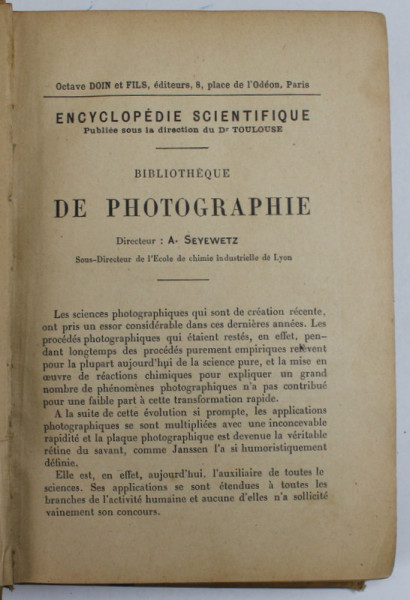 Octave DOIN et FILS, éditeurs, 8, place de l'Odéon, Paris
ENCYCLOPÉDIE SCIENTIFIQUE
Publiée sous la direction du Dr TOULOUSE
BIBLIOTHÈQUE
DE PHOTOGRAPHIE
Directeur : A. SEYEWETZ
Sous-Directeur de l'Ecole de chimie industrielle de Lyon
Les sciences photographiques qui sont de création récente,
ont pris un essor considérable dans ces dernières années. Les
procédés photographiques qui étaient restés, en effet, pen-
dant longtemps des procédés purement empiriques relèvent
pour la plupart aujourd'hui de la science pure, et la mise en
œuvre de réactions chimiques pour expliquer un grand
nombre de phénomènes photographiques n'a pas contribué
pour une faible part à cette transformation rapide.
A la suite de cette évolution si prompte, les applications
photographiques se sont multipliées avec une inconcevable
rapidité et la plaque photographique est devenue la véritable
rétine du savant, comme Janssen l'a si humoristiquement
définie.
Elle est, en effet, aujourd'hui. l'auxiliaire de toutes le
sciences. Ses applications se sont étendues à toutes les
branches de l'activité humaine et aucune d'elles n'a sollicité
vainement son concours.